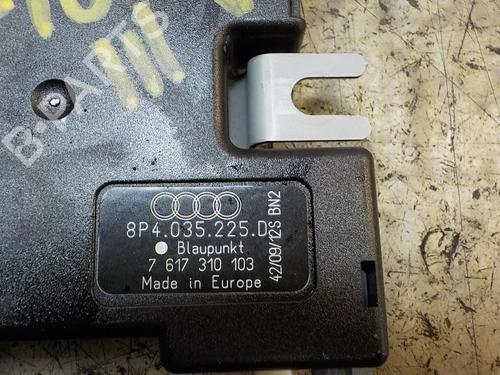 8P4.035.225.D
Blaupunkt
7 617 310 103
Made in Europe
42/09/12S BN2
B-PARTS